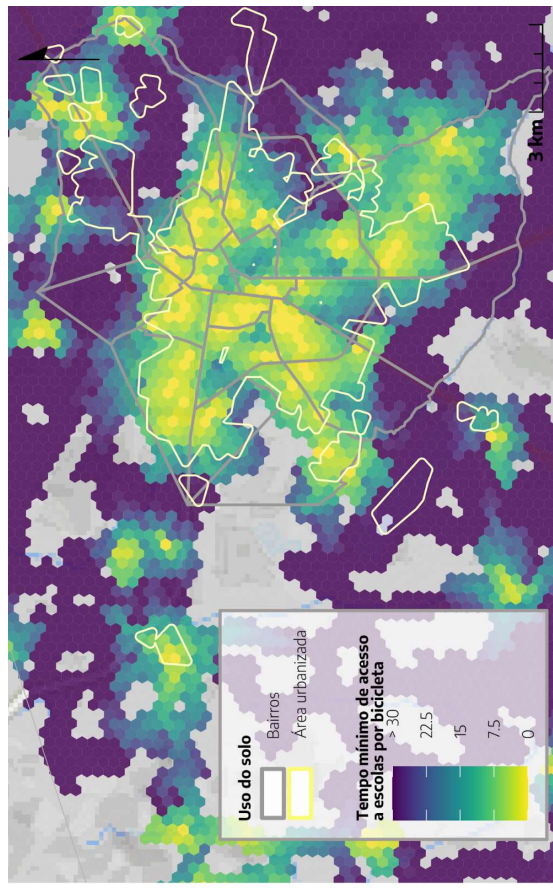 3 km
Uso do solo
Bairros
Área urbanizada
Tempo mínimo de acesso
a escolas por bicicleta
> 30
22.5
15
7.5
0